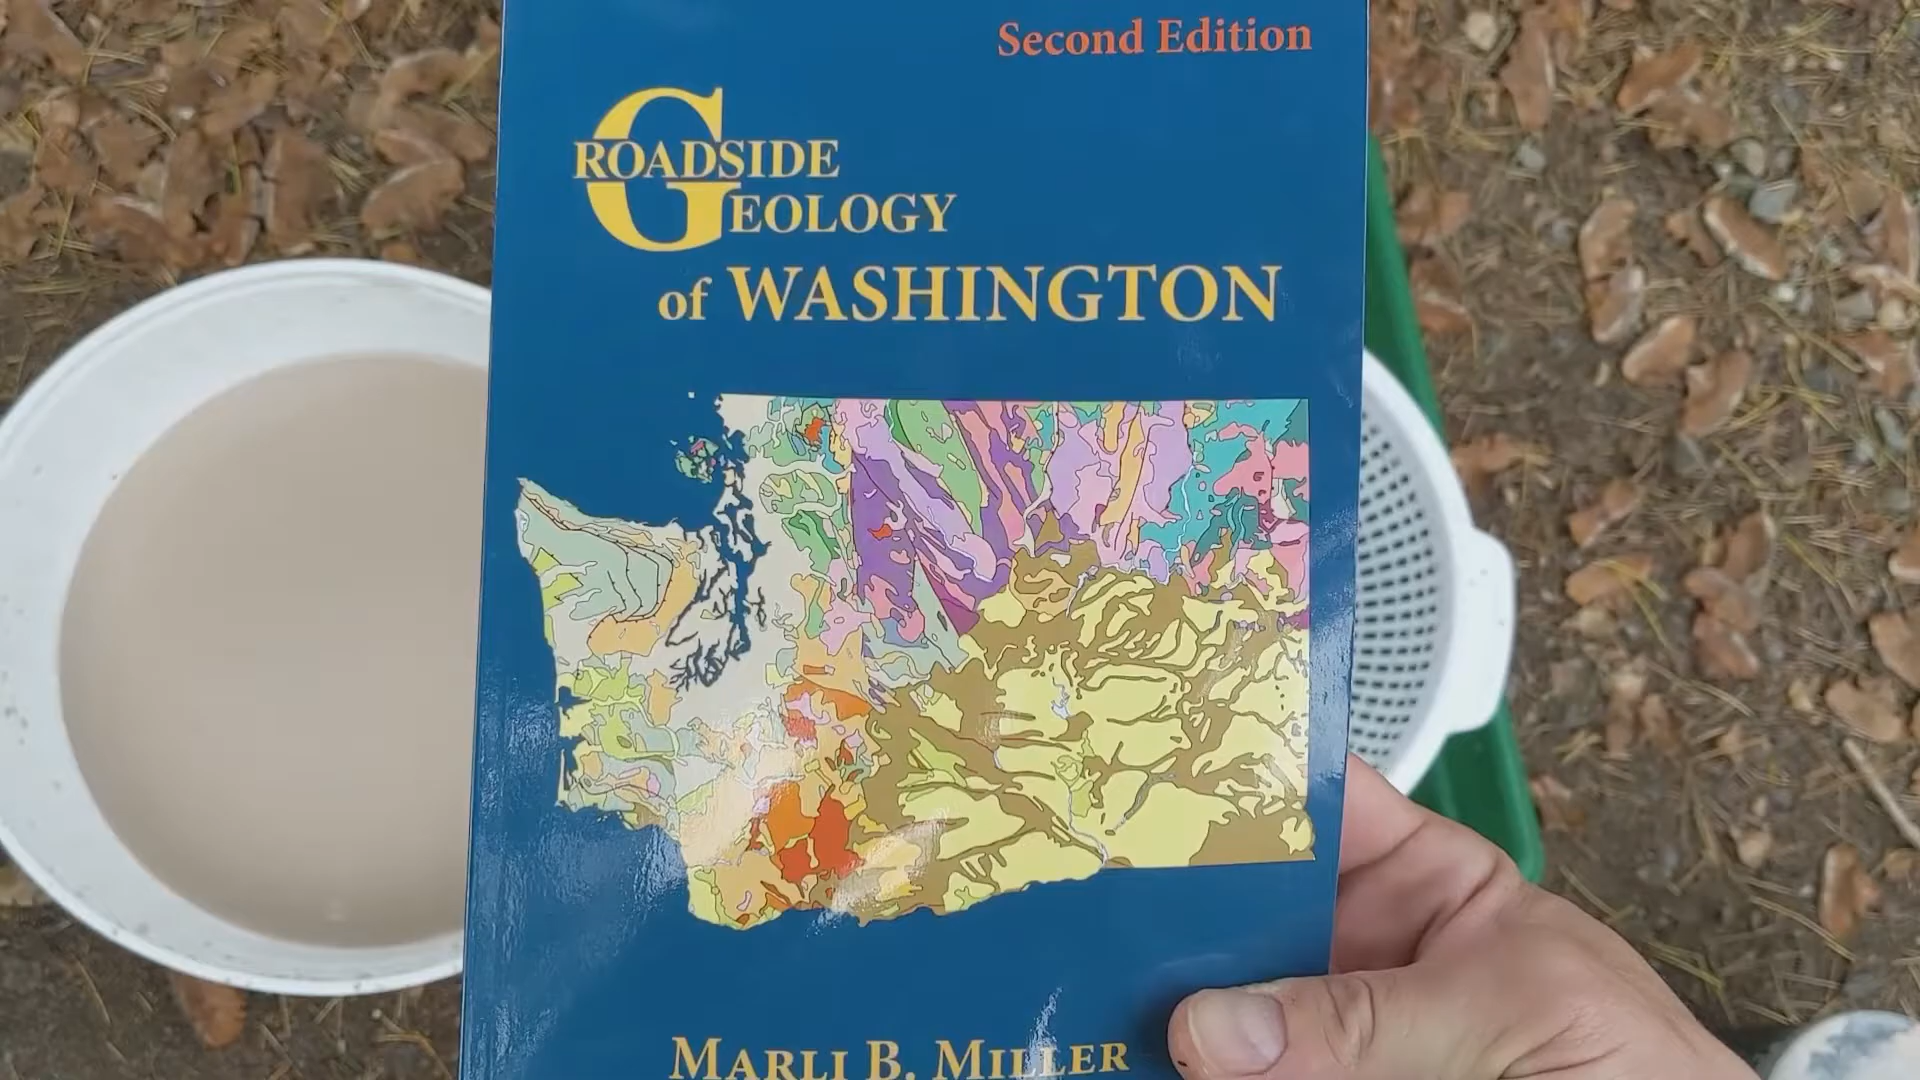 Second Edition
ROADSIDE
GEOLOGY
of WASHINGTON
MARLI B. MILLER